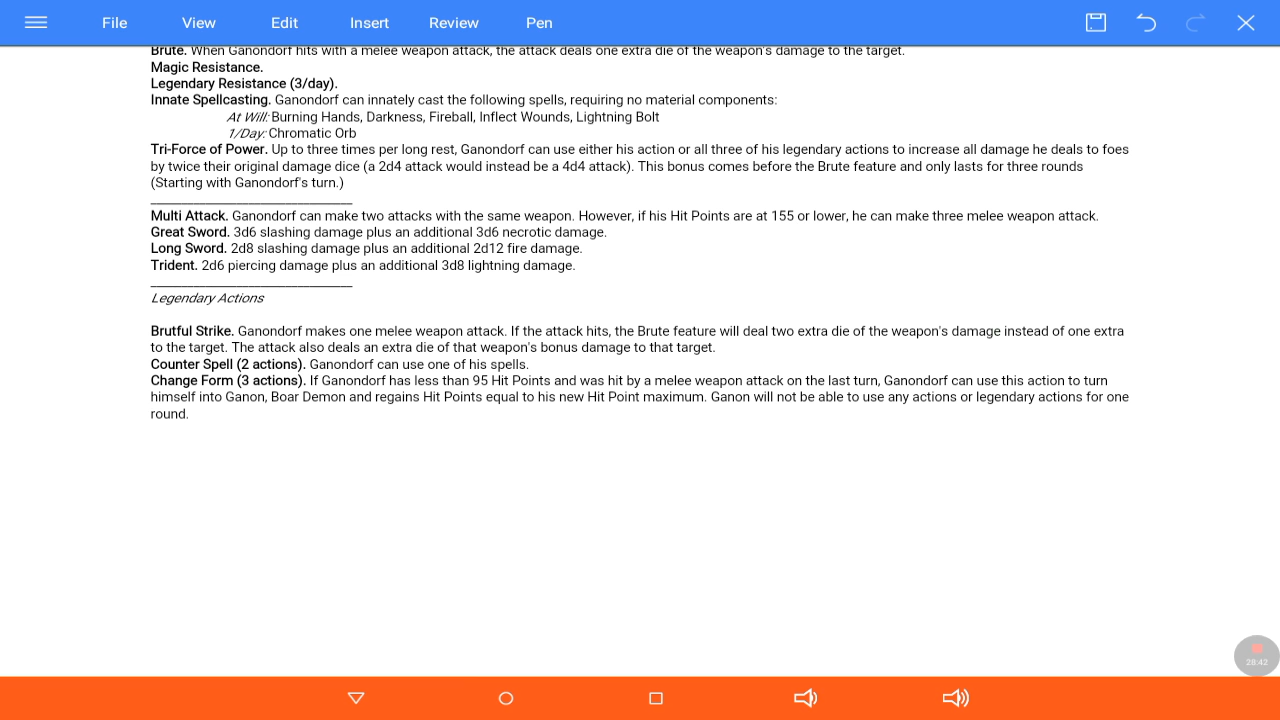 File View Edit Insert Review Pen
Brute. When Ganondorf hits with a melee weapon attack, the attack deals one extra die of the weapon's damage to the target.
Magic Resistance.
Legendary Resistance (3/day).
Innate Spellcasting. Ganondorf can innately cast the following spells, requiring no material components:
At Will: Burning Hands, Darkness, Fireball, Inflect Wounds, Lightning Bolt
1/Day: Chromatic Orb
Tri-Force of Power. Up to three times per long rest, Ganondorf can use either his action or all three of his legendary actions to increase all damage he deals to foes
by twice their original damage dice (a 2d4 attack would instead be a 4d4 attack). This bonus comes before the Brute feature and only lasts for three rounds
(Starting with Ganondorf's turn.)
Multi Attack. Ganondorf can make two attacks with the same weapon. However, if his Hit Points are at 155 or lower, he can make three melee weapon attack.
Great Sword. 3d6 slashing damage plus an additional 3d6 necrotic damage.
Long Sword. 2d8 slashing damage plus an additional 2d12 fire damage.
Trident. 2d6 piercing damage plus an additional 3d8 lightning damage.
Legendary Actions
Brutful Strike. Ganondorf makes one melee weapon attack. If the attack hits, the Brute feature will deal two extra die of the weapon's damage instead of one extra
to the target. The attack also deals an extra die of that weapon's bonus damage to that target.
Counter Spell (2 actions). Ganondorf can use one of his spells.
Change Form (3 actions). If Ganondorf has less than 95 Hit Points and was hit by a melee weapon attack on the last turn, Ganondorf can use this action to turn
himself into Ganon, Boar Demon and regains Hit Points equal to his new Hit Point maximum. Ganon will not be able to use any actions or legendary actions for one
round.
28:42